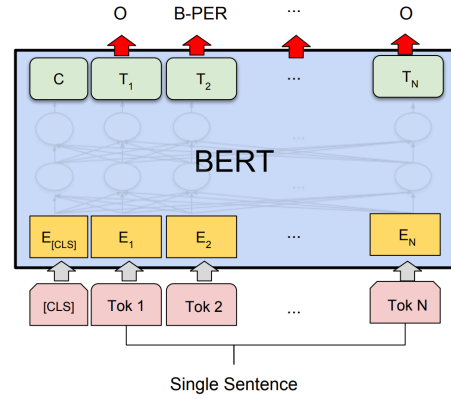 O B-PER ... O
C T1 T2 ... TN
...
BERT
...
E[CLS] E1 E2 ... EN
[CLS] Tok 1 Tok 2 ... Tok N
Single Sentence